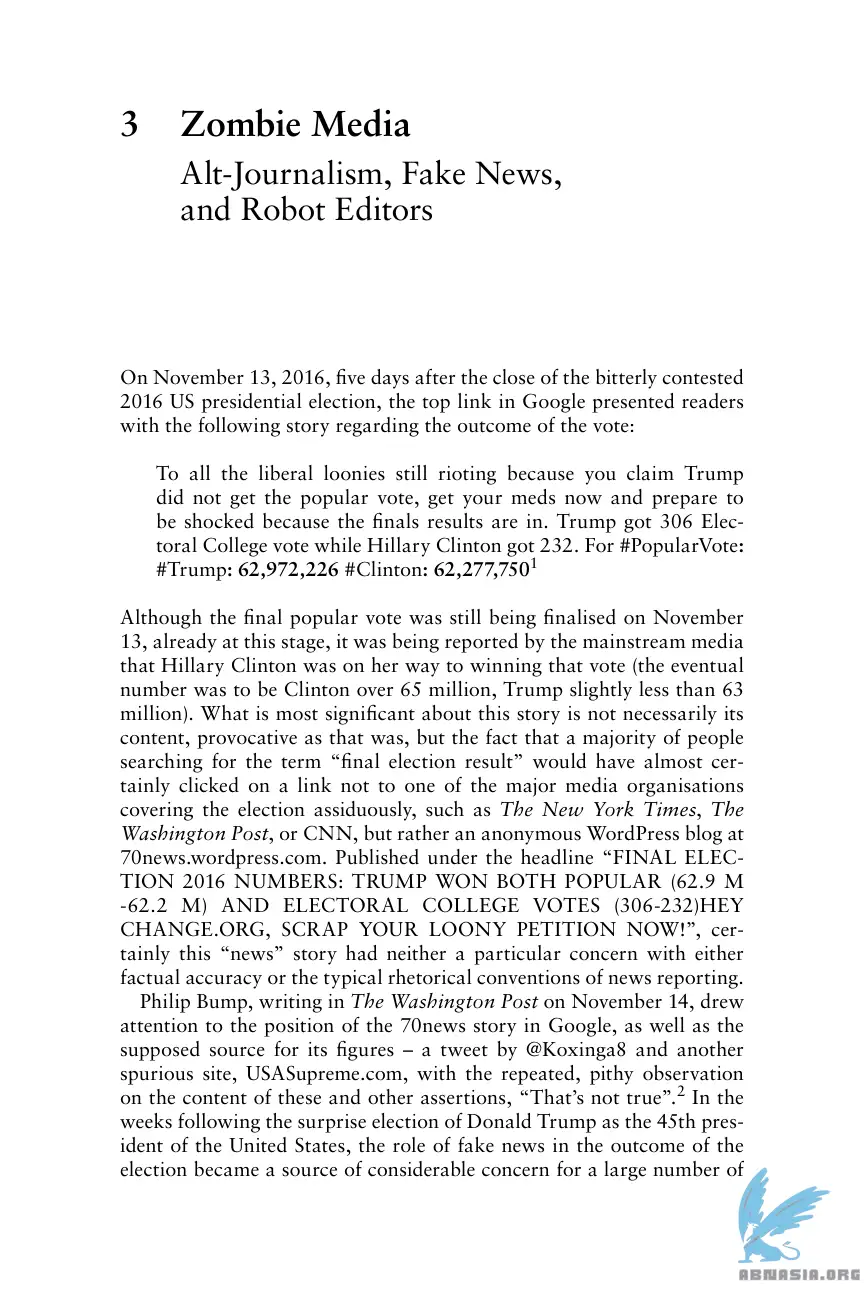 3 Zombie Media
Alt-Journalism, Fake News,
and Robot Editors
On November 13, 2016, five days after the close of the bitterly contested
2016 US presidential election, the top link in Google presented readers
with the following story regarding the outcome of the vote:
To all the liberal loonies still rioting because you claim Trump
did not get the popular vote, get your meds now and prepare to
be shocked because the finals results are in. Trump got 306 Elec-
toral College vote while Hillary Clinton got 232. For #PopularVote:
#Trump: 62,972,226 #Clinton: 62,277,750¹
Although the final popular vote was still being finalised on November
13, already at this stage, it was being reported by the mainstream media
that Hillary Clinton was on her way to winning that vote (the eventual
number was to be Clinton over 65 million, Trump slightly less than 63
million). What is most significant about this story is not necessarily its
content, provocative as that was, but the fact that a majority of people
searching for the term “final election result” would have almost cer-
tainly clicked on a link not to one of the major media organisations
covering the election assiduously, such as The New York Times, The
Washington Post, or CNN, but rather an anonymous WordPress blog at
70news.wordpress.com. Published under the headline “FINAL ELEC-
TION 2016 NUMBERS: TRUMP WON BOTH POPULAR (62.9 M
-62.2 M) AND ELECTORAL COLLEGE VOTES (306-232)HEY
CHANGE.ORG, SCRAP YOUR LOONY PETITION NOW!”, cer-
tainly this “news” story had neither a particular concern with either
factual accuracy or the typical rhetorical conventions of news reporting.
Philip Bump, writing in The Washington Post on November 14, drew
attention to the position of the 70news story in Google, as well as the
supposed source for its figures – a tweet by @Koxinga8 and another
spurious site, USASupreme.com, with the repeated, pithy observation
on the content of these and other assertions, “That’s not true”.² In the
weeks following the surprise election of Donald Trump as the 45th pres-
ident of the United States, the role of fake news in the outcome of the
election became a source of considerable concern for a large number of
ABNASIA.ORG